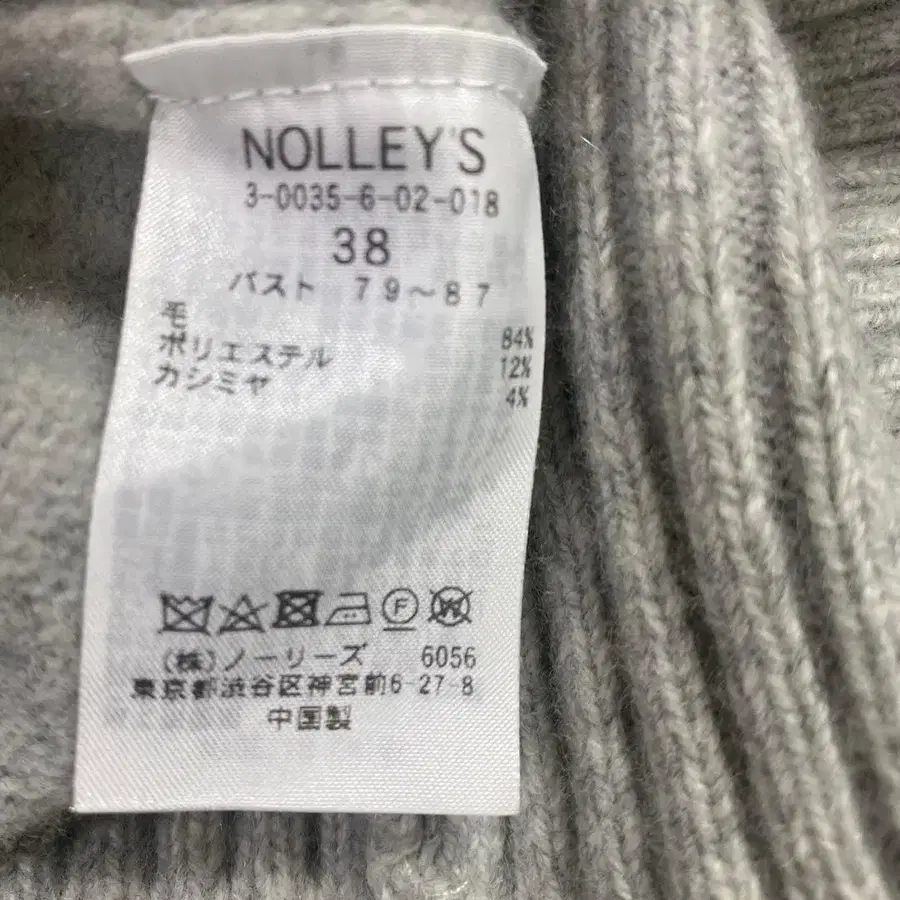 NOLLEY'S
3-0035-6-02-018
38
バスト 79~87
毛 84%
ポリエステル 12%
カシミヤ 4%
F W
(株)ノーリーズ 6056
東京都渋谷区神宮前6-27-8
中国製